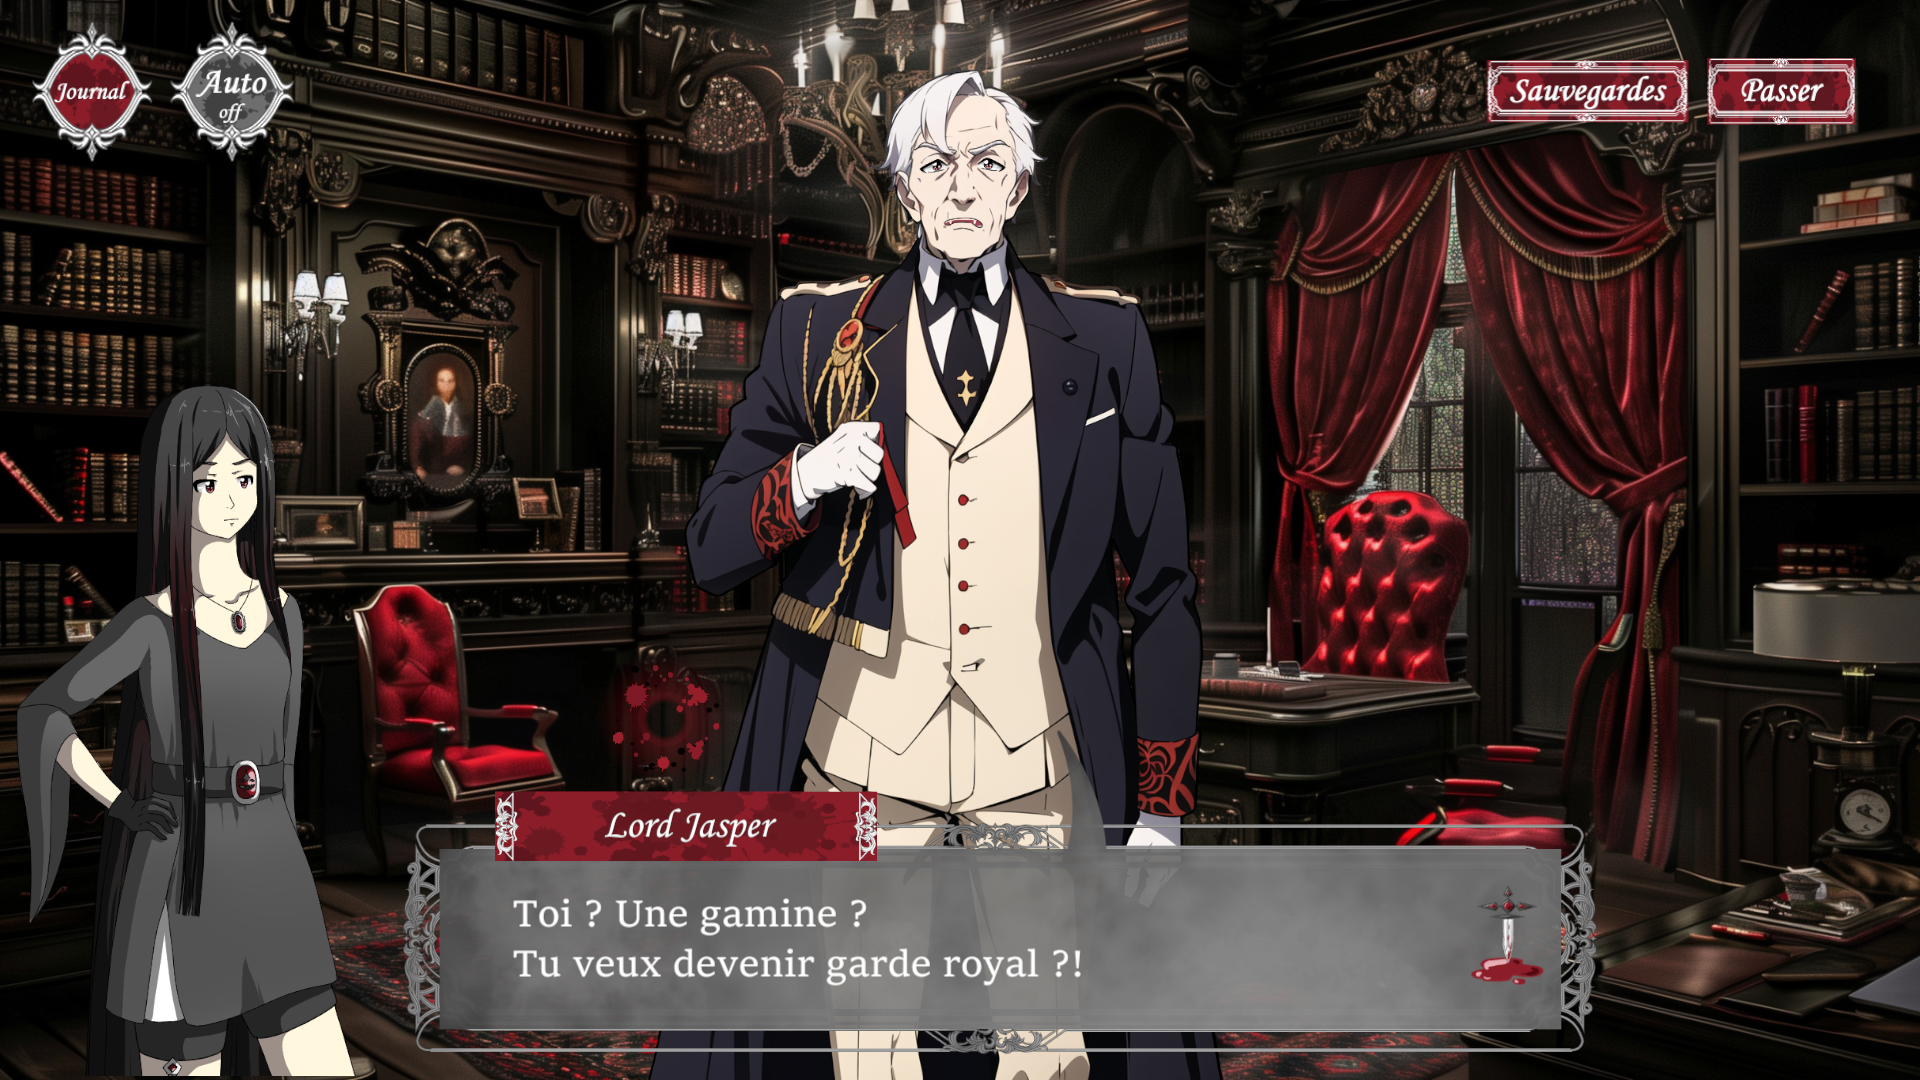 Journal
Auto
off
Sauvegardes
Passer
Lord Jasper
Toi ? Une gamine ?
Tu veux devenir garde royal ?!